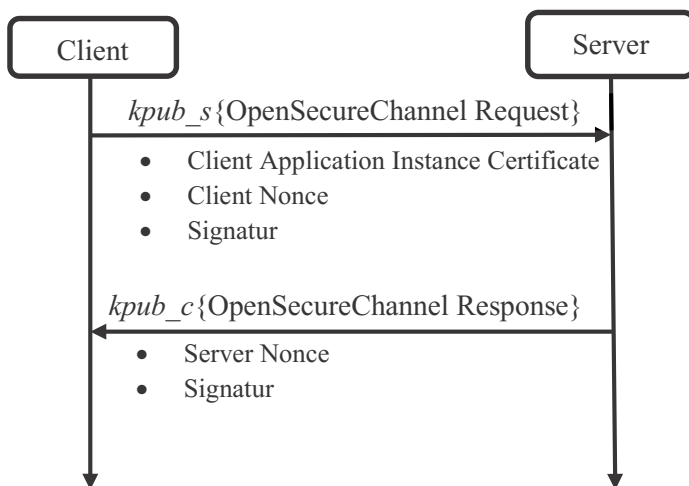 Client
Server
kpub_s{OpenSecureChannel Request}
• Client Application Instance Certificate
• Client Nonce
• Signatur
kpub_c{OpenSecureChannel Response}
• Server Nonce
• Signatur